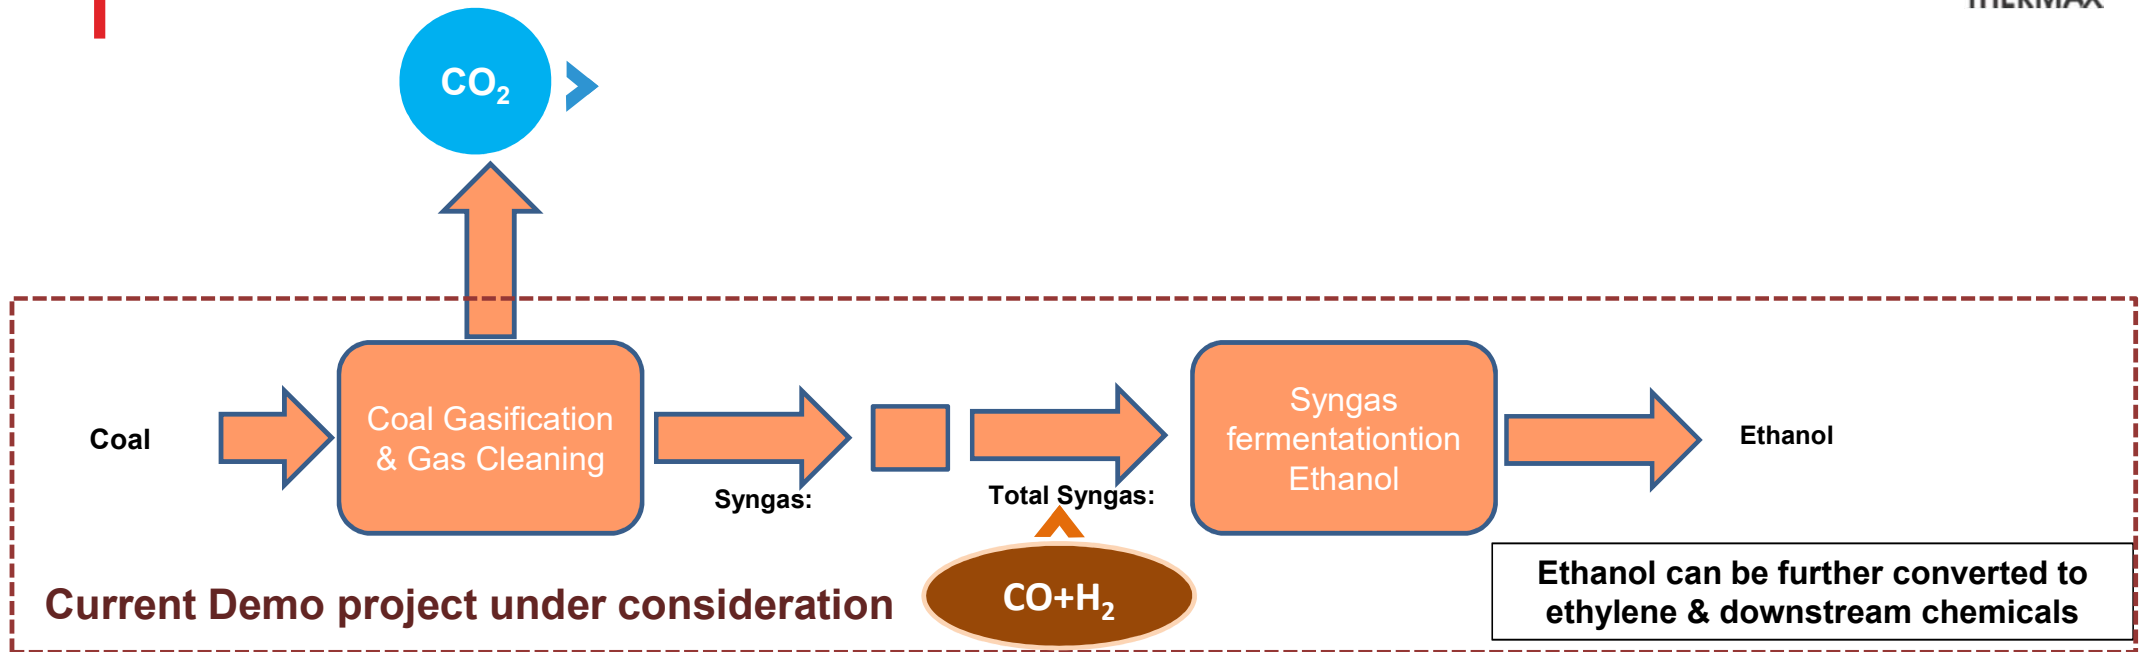 THERMAX
CO2
Coal
Coal Gasification
& Gas Cleaning
Syngas:
Total Syngas:
Syngas
fermentationtion
Ethanol
Ethanol
CO+H2
Current Demo project under consideration
Ethanol can be further converted to
ethylene & downstream chemicals